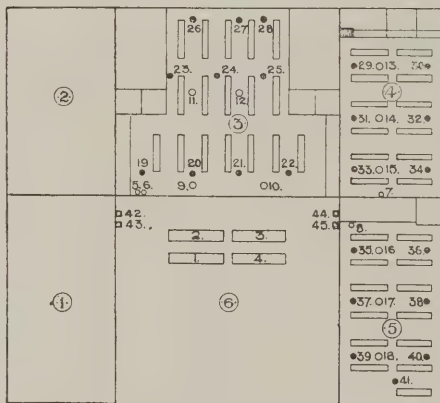 26. 27. 28.
29. 013. 30.
23. 24. 25.
2 11. 12. 4
3
31. 014. 32.
19 20. 21. 22.
33. 015. 34.
5. 6. 9. 0 010. 7.
42. 44.
43. 45. 8.
2. 3.
35. 016 36.
1. 4.
1 6 37. 017. 38.
5
39. 018. 40.
41.